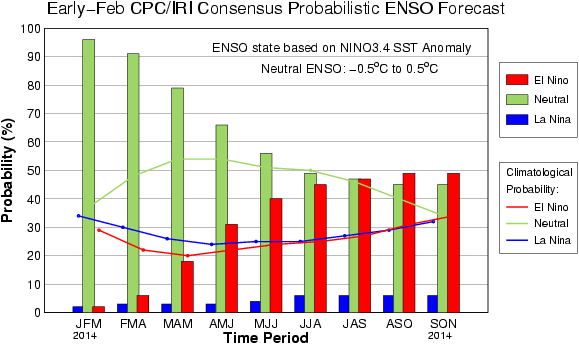 Early-Feb CPC/IRI Consensus Probabilistic ENSO Forecast
ENSO state based on NINO3.4 SST Anomaly
Neutral ENSO: -0.5ºC to 0.5ºC
Probability (%)
100
90
80
70
60
50
40
30
20
10
0
JFM FMA MAM AMJ MJJ JJA JAS ASO SON
2014 2014
Time Period
El Nino
Neutral
La Nina
Climatological
Probability:
El Nino
Neutral
La Nina